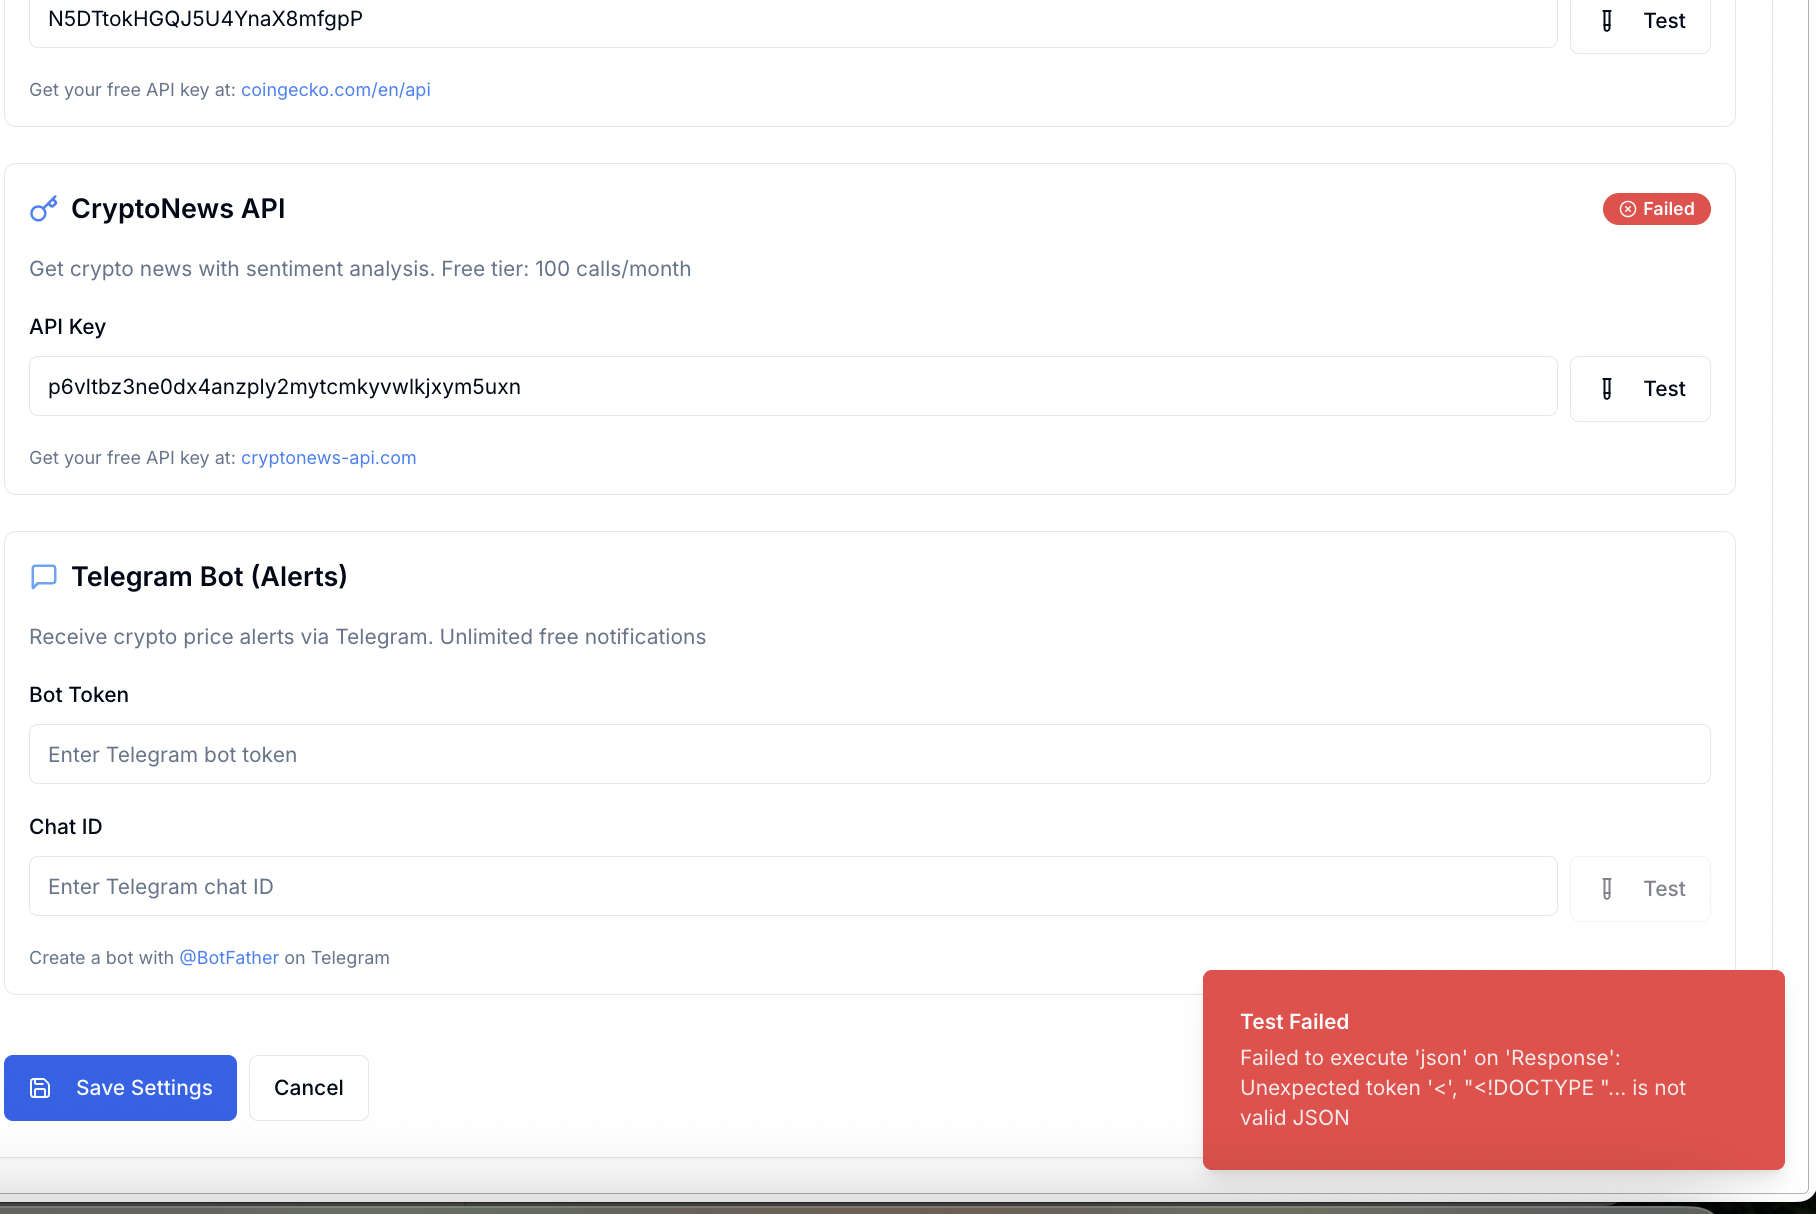 N5DTtokHGQJ5U4YnaX8mfgpP
Test
Get your free API key at: coingecko.com/en/api
CryptoNews API
Failed
Get crypto news with sentiment analysis. Free tier: 100 calls/month
API Key
p6vltbz3ne0dx4anzply2mytcmkyvwlkjxym5uxn
Test
Get your free API key at: cryptonews-api.com
Telegram Bot (Alerts)
Receive crypto price alerts via Telegram. Unlimited free notifications
Bot Token
Enter Telegram bot token
Chat ID
Enter Telegram chat ID
Test
Create a bot with @BotFather on Telegram
Save Settings
Cancel
Test Failed
Failed to execute 'json' on 'Response':
Unexpected token '<', "<!DOCTYPE "... is not
valid JSON